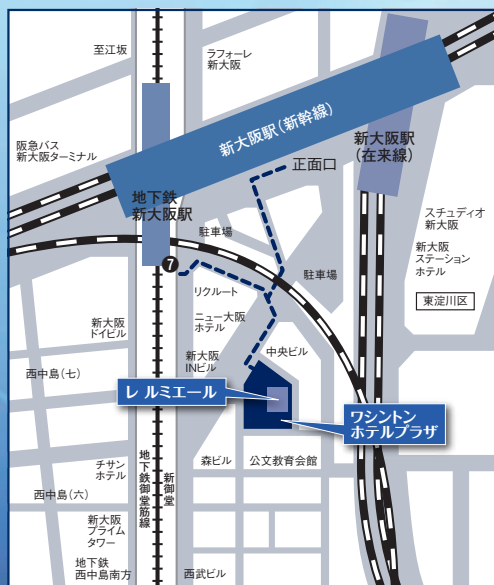 至江坂
ラフォーレ
新大阪
新大阪駅（新幹線）
新大阪駅
（在来線）
阪急バス
新大阪ターミナル
正面口
地下鉄
新大阪駅
駐車場
スチュディオ
新大阪
新大阪
ステーション
ホテル
❼
駐車場
リクルート
東淀川区
ニュー大阪
ホテル
新大阪
ドイビル
中央ビル
新大阪
INビル
西中島（七）
レ ルミエール
ワシントン
ホテルプラザ
地下鉄御堂筋線
新御堂
森ビル
公文教育会館
チサン
ホテル
西中島（六）
新大阪
プライム
タワー
地下鉄
西中島南方
西武ビル